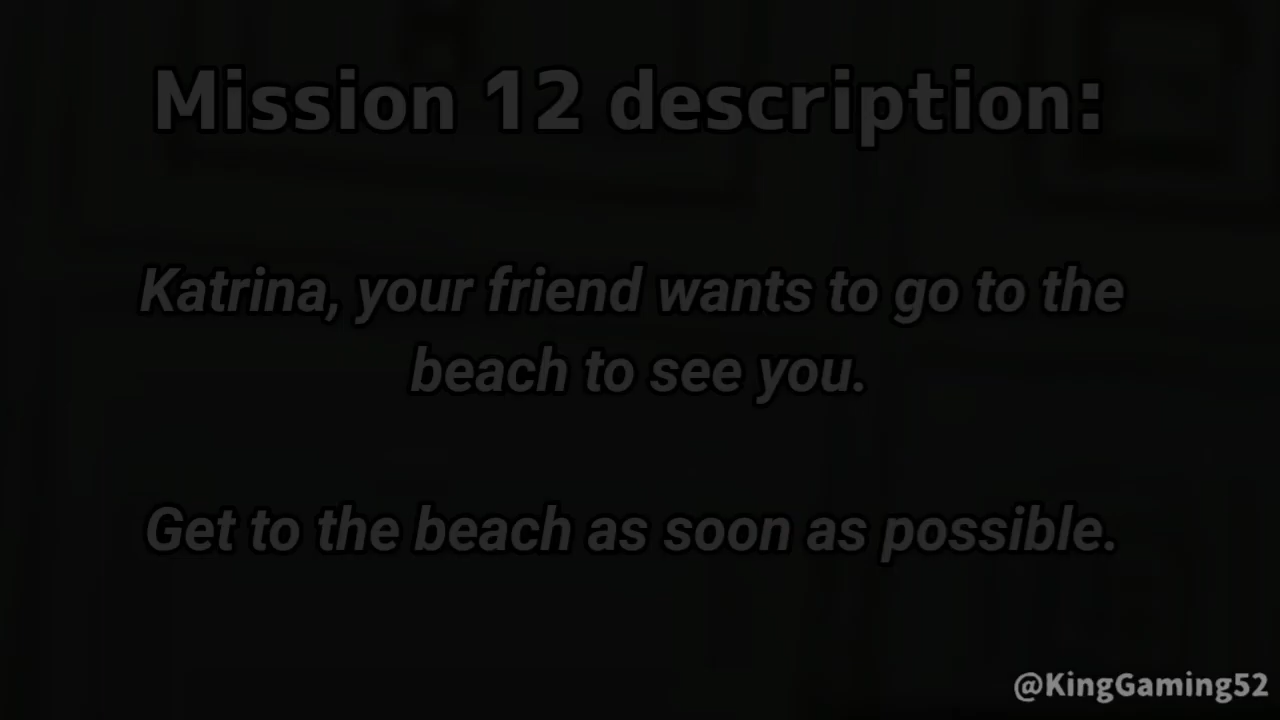 Mission 12 description:
Katrina, your friend wants to go to the
beach to see you.
Get to the beach as soon as possible.
@KingGaming52